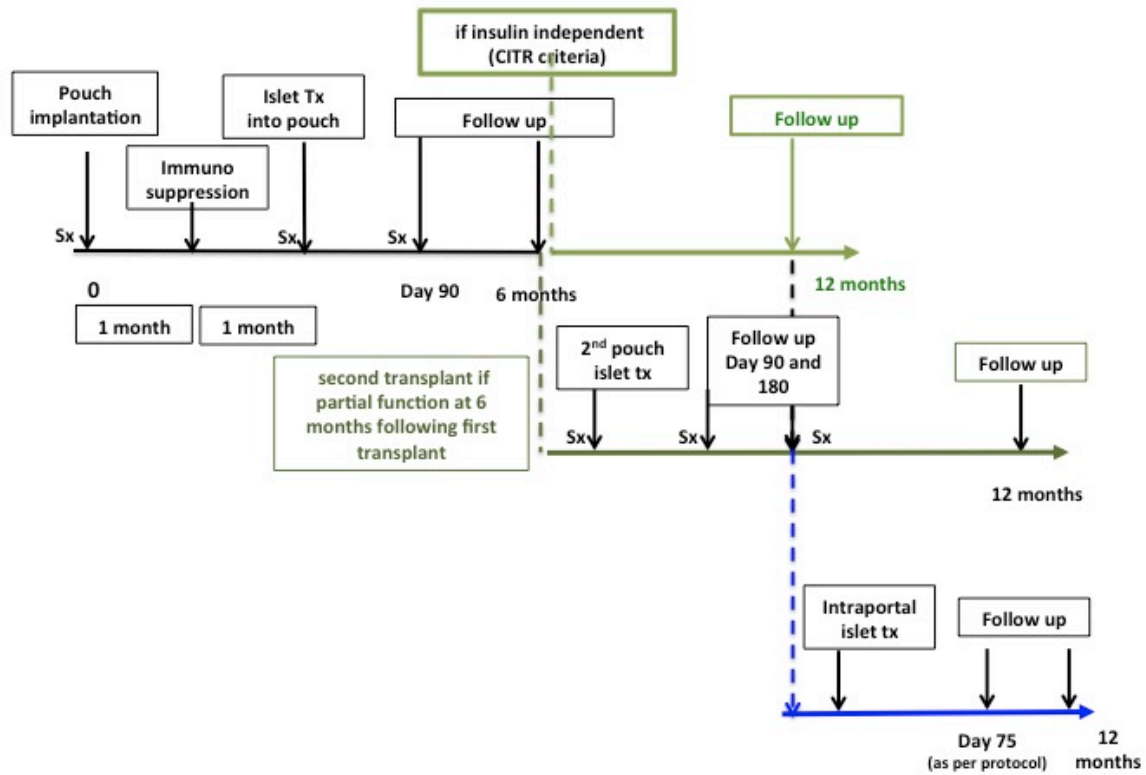 if insulin independent
(CITR criteria)
Pouch
implantation
Islet Tx
into pouch
Follow up
Follow up
Immuno
suppression
Sx
Sx
Sx
0
Day 90
6 months
12 months
1 month
1 month
second transplant if
partial function at 6
months following first
transplant
2nd pouch
islet tx
Follow up
Day 90 and
180
Follow up
Sx
Sx
Sx
12 months
Intraportal
islet tx
Follow up
Day 75
(as per protocol)
12
months